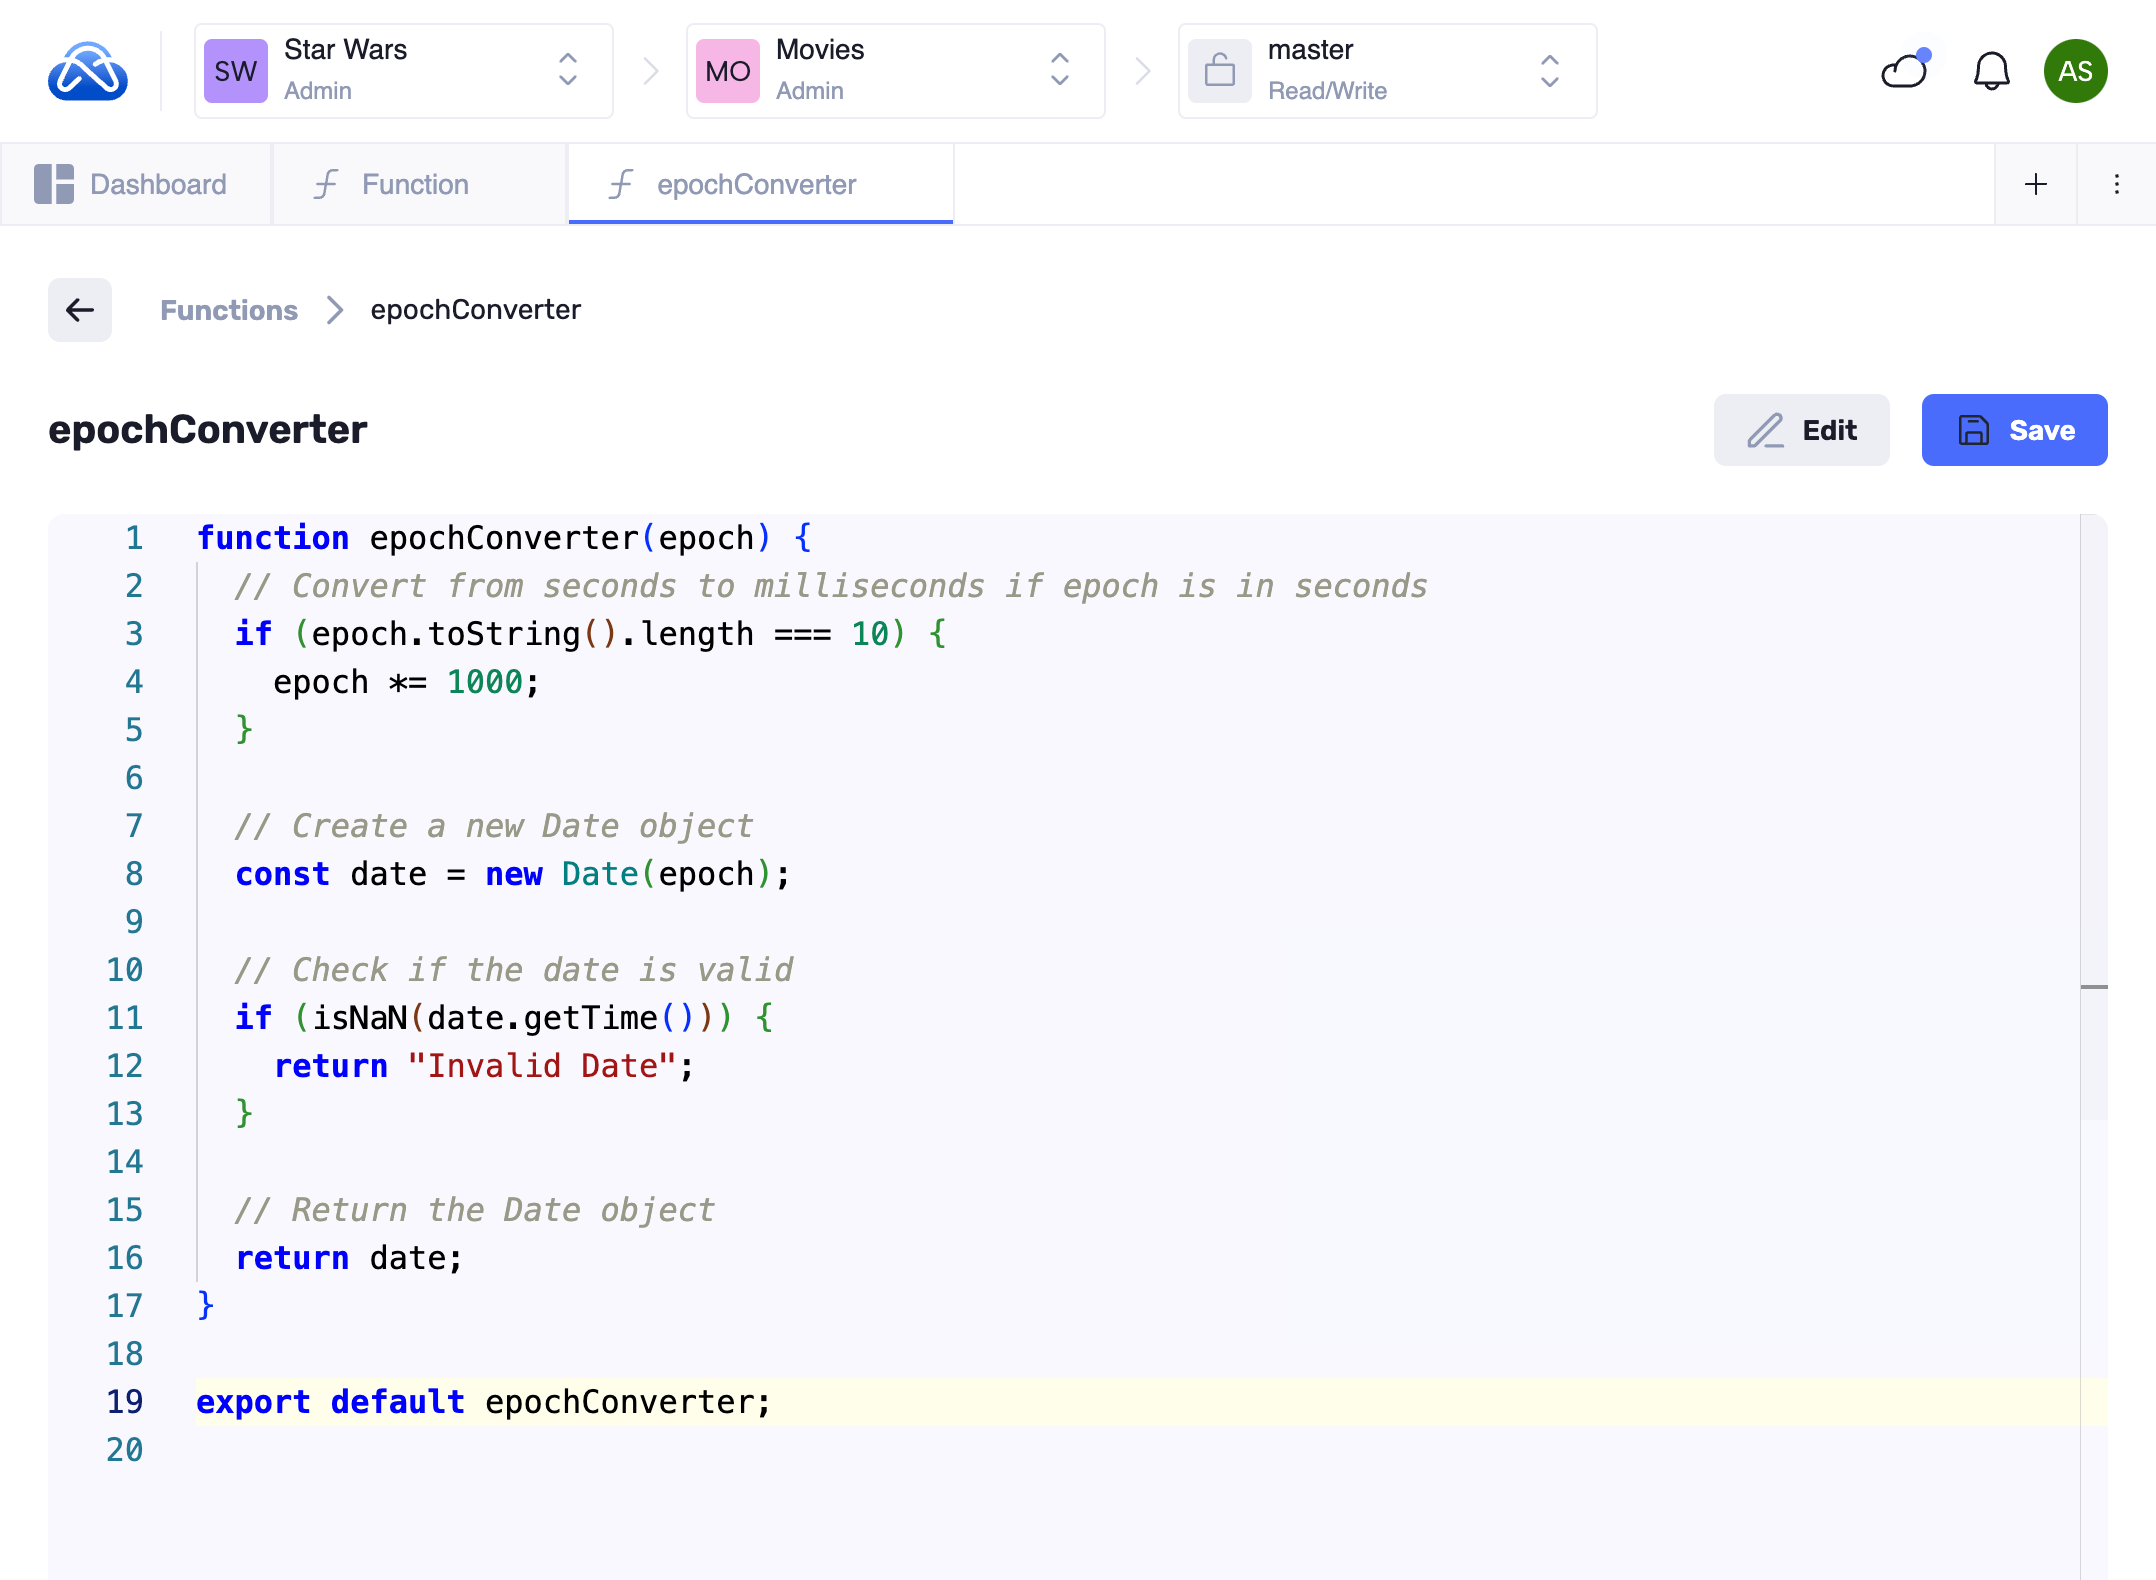 SW Star Wars Admin
MO Movies Admin
master Read/Write
AS
Dashboard
Function
epochConverter
Functions > epochConverter
epochConverter
Edit
Save
1 function epochConverter(epoch) {
2   // Convert from seconds to milliseconds if epoch is in seconds
3   if (epoch.toString().length === 10) {
4     epoch *= 1000;
5   }
6
7   // Create a new Date object
8   const date = new Date(epoch);
9
10   // Check if the date is valid
11   if (isNaN(date.getTime())) {
12     return "Invalid Date";
13   }
14
15   // Return the Date object
16   return date;
17 }
18
19 export default epochConverter;
20